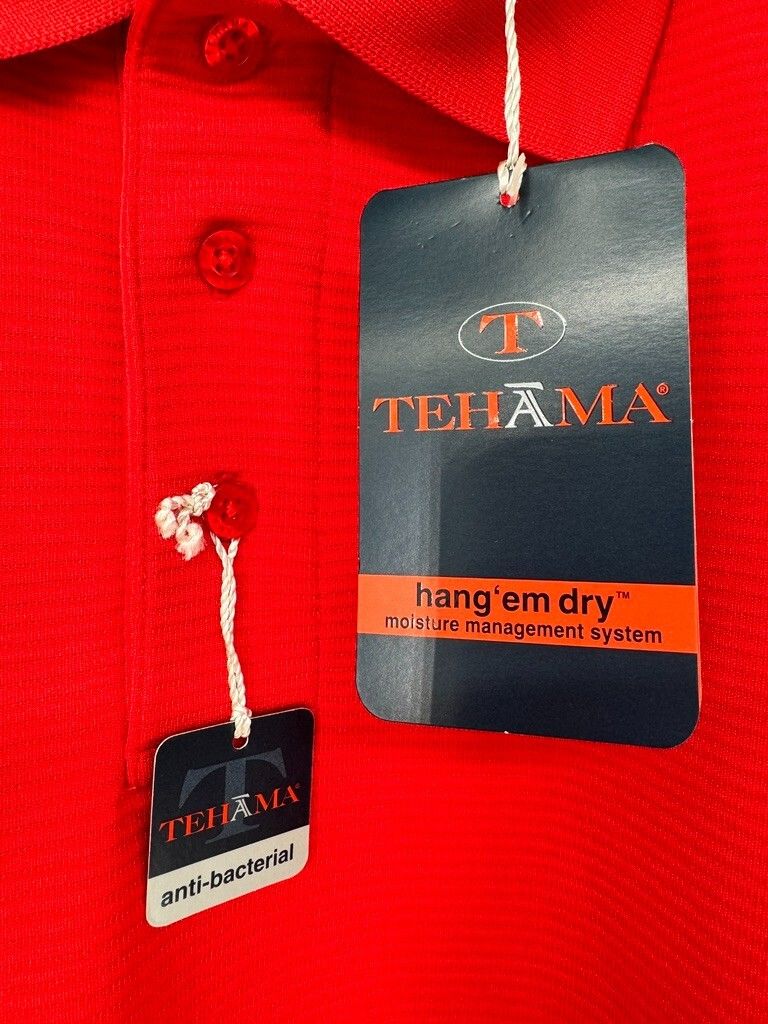 T
TEHĀMA®
hang‘em dry™
moisture management system
T
TEHĀMA®
anti-bacterial